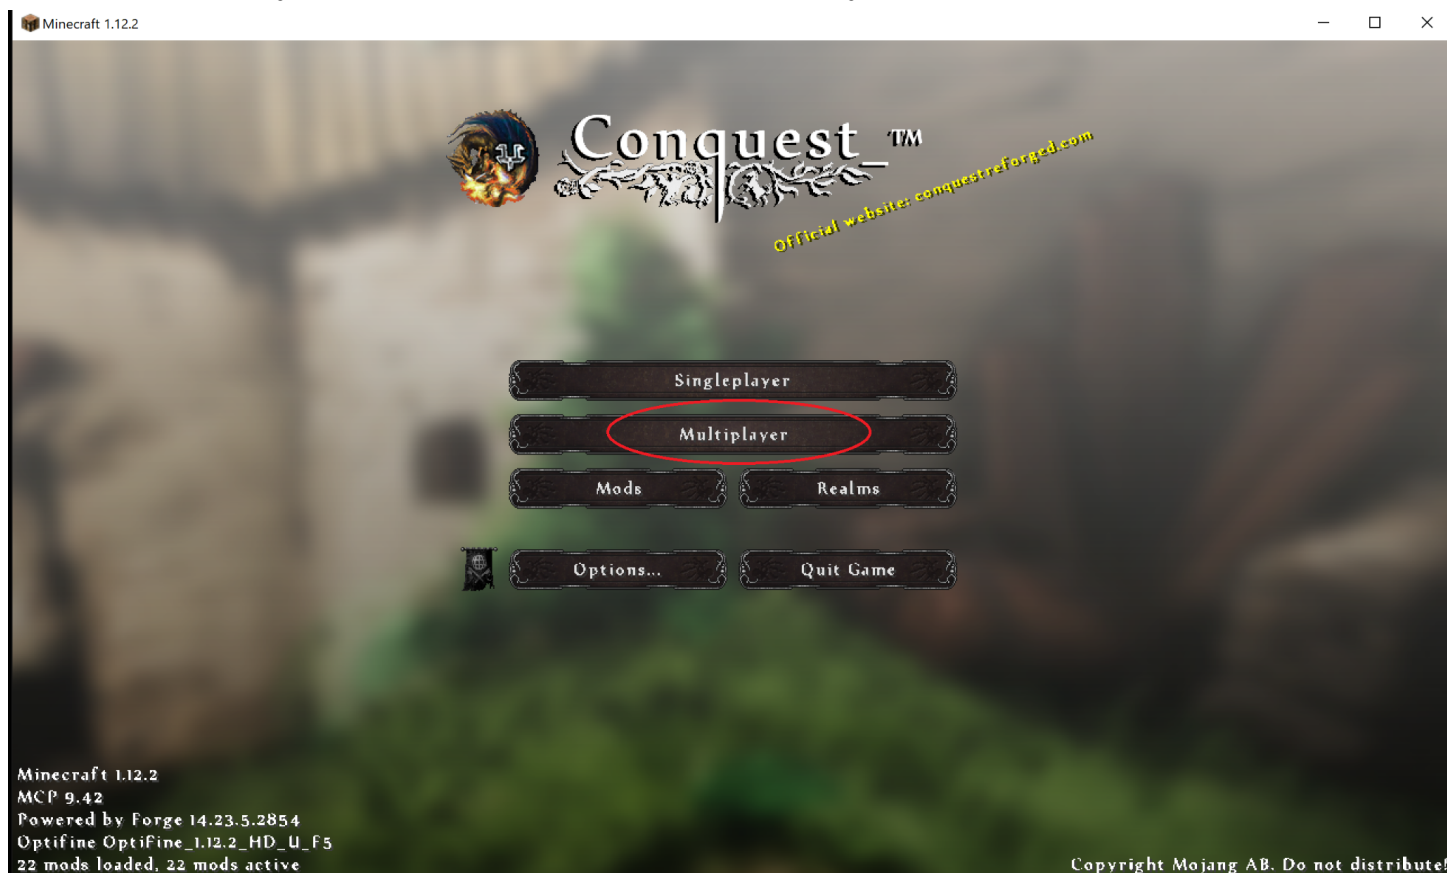 Minecraft 1.12.2
Conquest_™
Official website: conquestreforged.com
Singleplayer
Multiplayer
Mods
Realms
Options...
Quit Game
Minecraft 1.12.2
MCP 9.42
Powered by Forge 14.23.5.2854
Optifine OptiFine_1.12.2_HD_U_F5
22 mods loaded, 22 mods active
Copyright Mojang AB. Do not distribute!